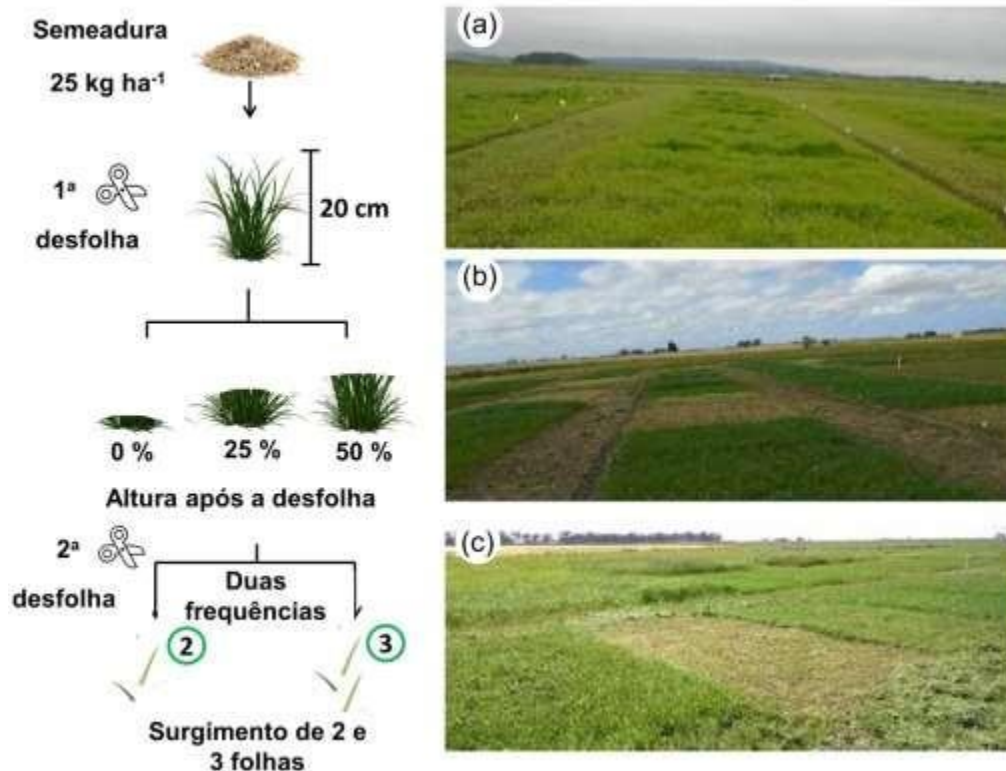 Semeadura
25 kg ha⁻¹
1ª
desfolha
20 cm
0 %
25 %
50 %
Altura após a desfolha
2ª
desfolha
Duas
frequências
2
3
Surgimento de 2 e
3 folhas
(a)
(b)
(c)